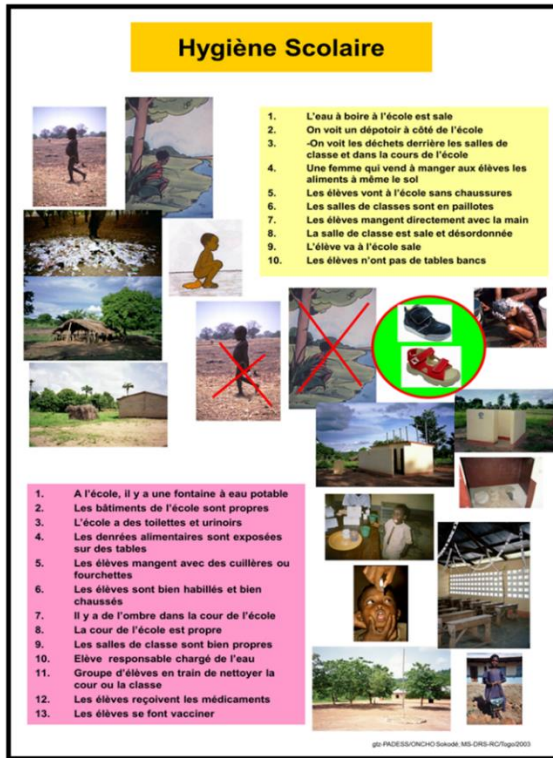 Hygiène Scolaire
1. L'eau à boire à l'école est sale
2. On voit un dépotoir à côté de l'école
3. -On voit les déchets derrière les salles de
classe et dans la cours de l'école
4. Une femme qui vend à manger aux élèves les
aliments à même le sol
5. Les élèves vont à l'école sans chaussures
6. Les salles de classes sont en paillotes
7. Les élèves mangent directement avec la main
8. La salle de classe est sale et désordonnée
9. L'élève va à l'école sale
10. Les élèves n'ont pas de tables bancs
1. A l'école, il y a une fontaine à eau potable
2. Les bâtiments de l'école sont propres
3. L'école a des toilettes et urinoirs
4. Les denrées alimentaires sont exposées
sur des tables
5. Les élèves mangent avec des cuillères ou
fourchettes
6. Les élèves sont bien habillés et bien
chaussés
7. Il y a de l'ombre dans la cour de l'école
8. La cour de l'école est propre
9. Les salles de classe sont bien propres
10. Elève responsable chargé de l'eau
11. Groupe d'élèves en train de nettoyer la
cour ou la classe
12. Les élèves reçoivent les médicaments
13. Les élèves se font vacciner
gtz-PADESS/ONCHO Sokodé; MS-DRS-RC/Togo/2003